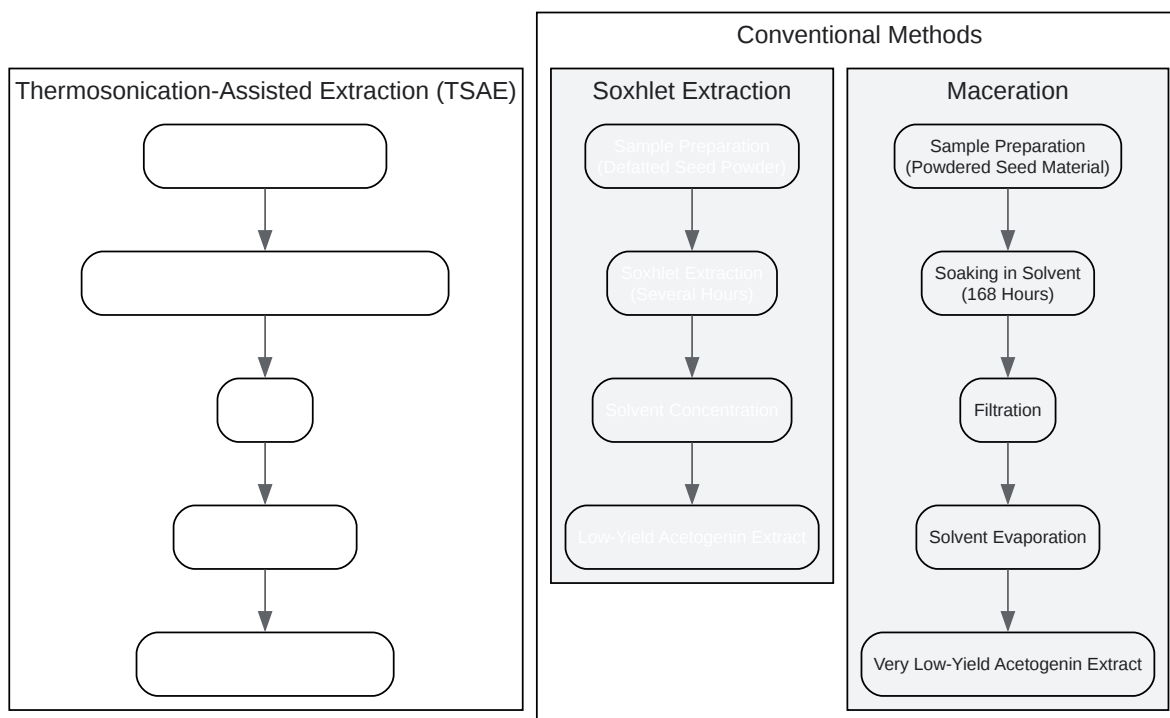 Conventional Methods
Thermosonication-Assisted Extraction (TSAE)
Soxhlet Extraction
Sample Preparation
(Defatted Seed Powder)
Soxhlet Extraction
(Several Hours)
Solvent Concentration
Low-Yield Acetogenin Extract
Maceration
Sample Preparation
(Powdered Seed Material)
Soaking in Solvent
(168 Hours)
Filtration
Solvent Evaporation
Very Low-Yield Acetogenin Extract